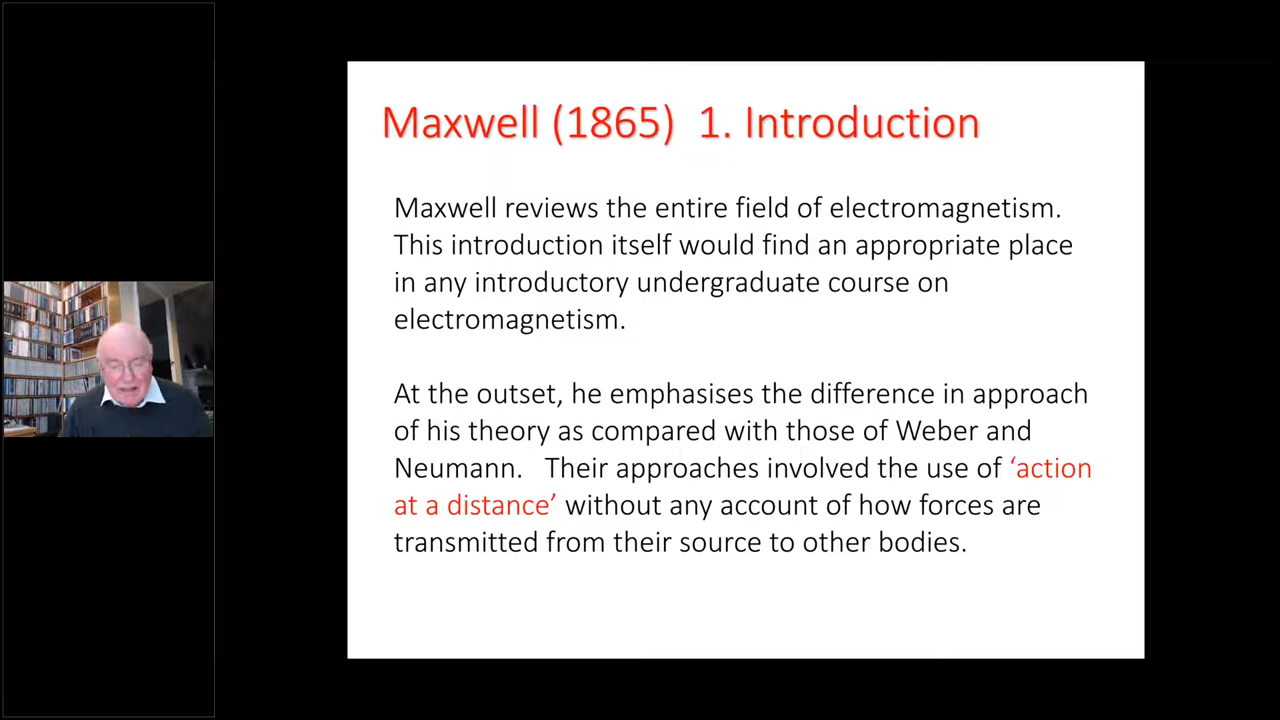 Maxwell (1865)  1. Introduction
Maxwell reviews the entire field of electromagnetism.
This introduction itself would find an appropriate place
in any introductory undergraduate course on
electromagnetism.
At the outset, he emphasises the difference in approach
of his theory as compared with those of Weber and
Neumann.   Their approaches involved the use of ‘action
at a distance’ without any account of how forces are
transmitted from their source to other bodies.